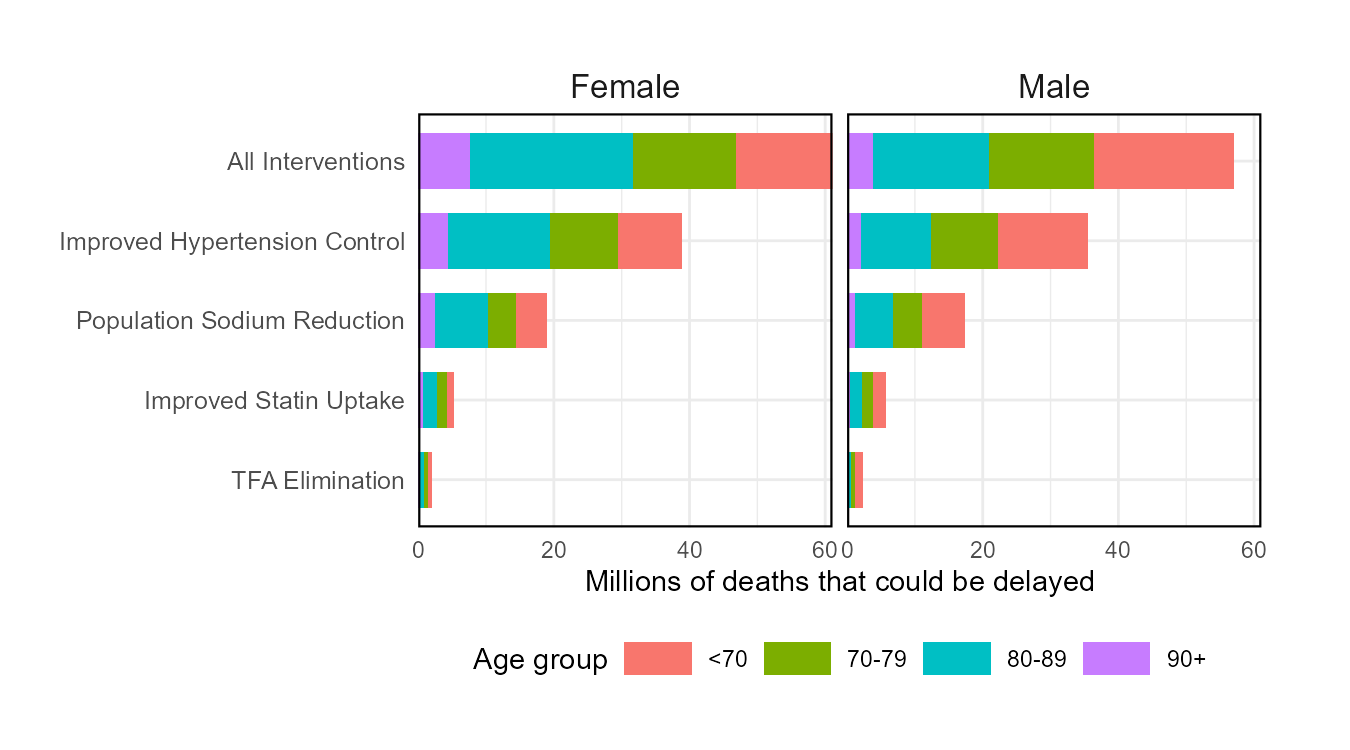 Female Male
All Interventions
Improved Hypertension Control
Population Sodium Reduction
Improved Statin Uptake
TFA Elimination
0 20 40 60 0 20 40 60
Millions of deaths that could be delayed
Age group <70 70-79 80-89 90+